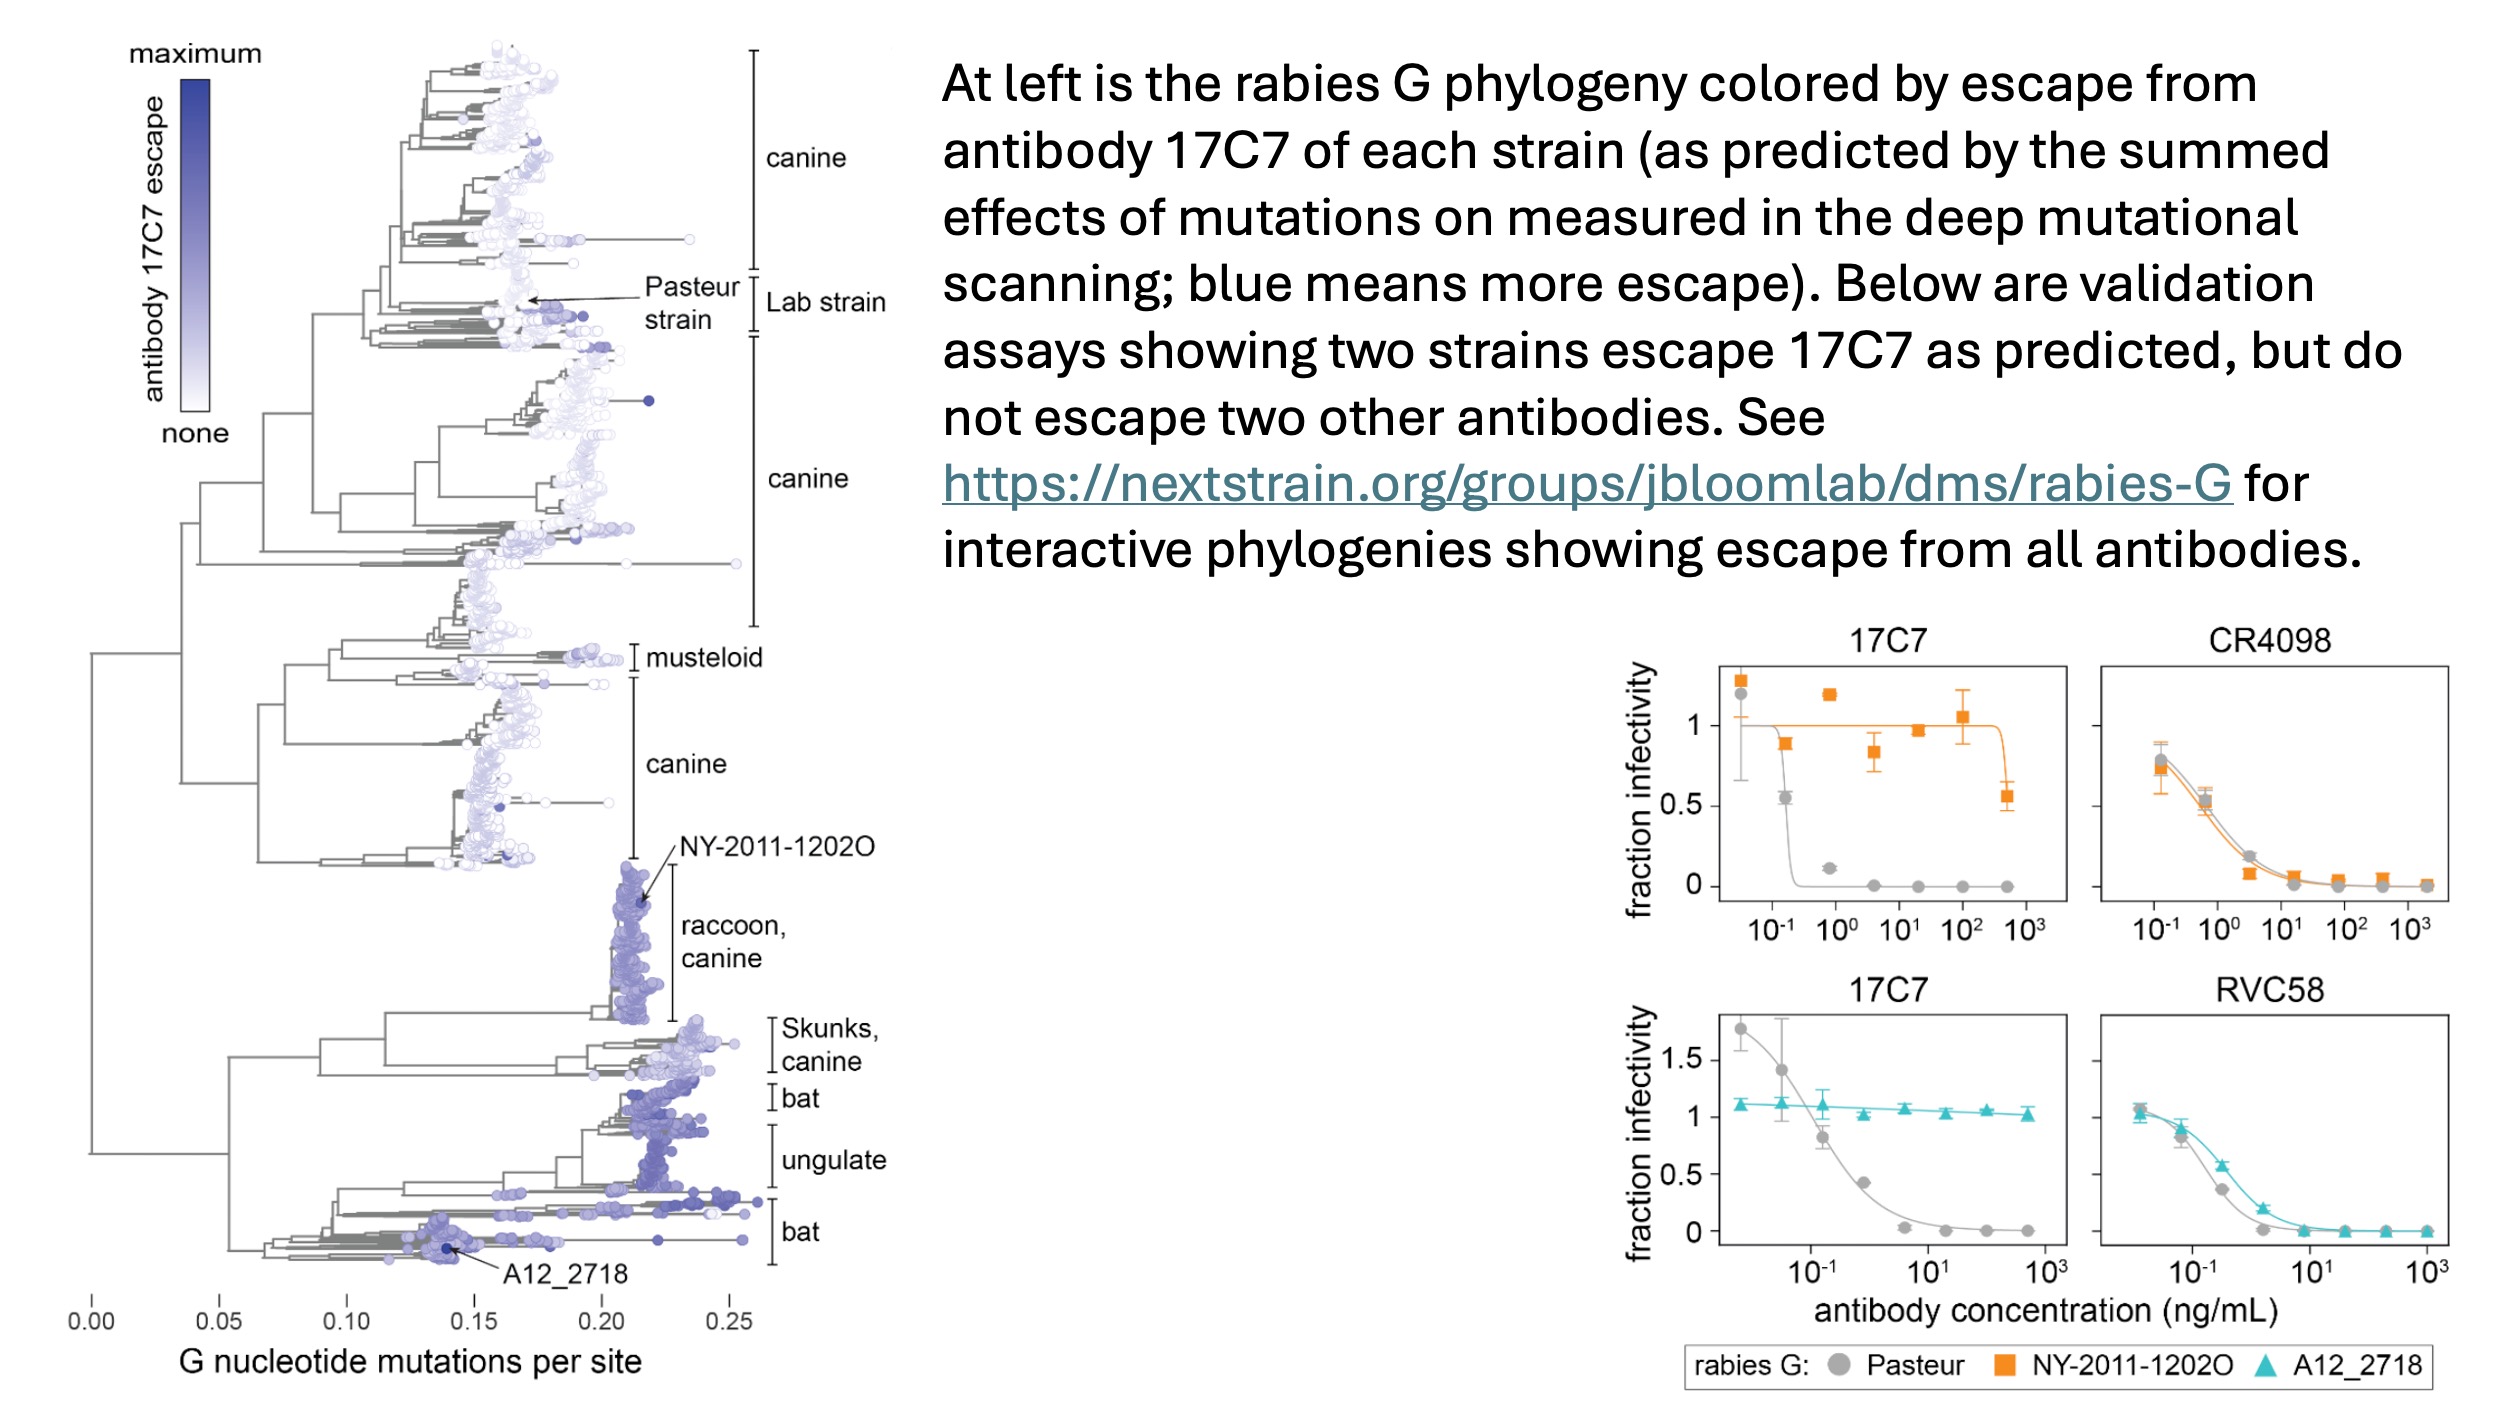 maximum
antibody 17C7 escape
none
canine
Pasteur
strain
Lab strain
canine
musteloid
canine
NY-2011-1202O
raccoon,
canine
Skunks,
canine
bat
ungulate
bat
A12_2718
0.00 0.05 0.10 0.15 0.20 0.25
G nucleotide mutations per site
At left is the rabies G phylogeny colored by escape from
antibody 17C7 of each strain (as predicted by the summed
effects of mutations on measured in the deep mutational
scanning; blue means more escape). Below are validation
assays showing two strains escape 17C7 as predicted, but do
not escape two other antibodies. See
https://nextstrain.org/groups/jbloomlab/dms/rabies-G for
interactive phylogenies showing escape from all antibodies.
17C7 CR4098
fraction infectivity
1
0.5
0
10⁻¹ 10⁰ 10¹ 10² 10³ 10⁻¹ 10⁰ 10¹ 10² 10³
17C7 RVC58
fraction infectivity
1.5
1
0.5
0
10⁻¹ 10¹ 10³ 10⁻¹ 10¹ 10³
antibody concentration (ng/mL)
rabies G: Pasteur NY-2011-1202O A12_2718